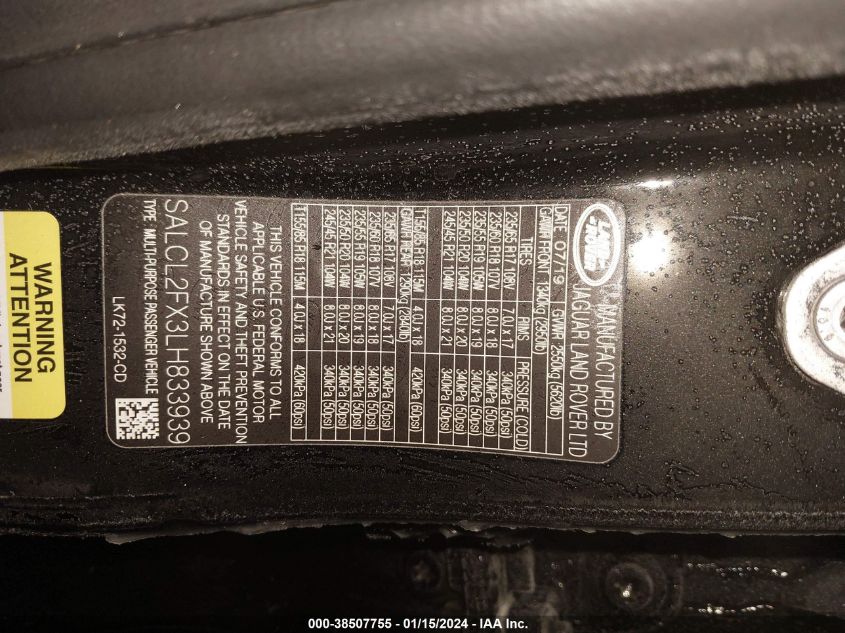 LAND ROVER
MANUFACTURED BY
JAGUAR LAND ROVER LTD
DATE 07/19 GVWR 2550kg (5620lb)
GAWR FRONT 1340kg (2950lb)
TIRES RIMS PRESSURE (COLD)
235/65 R17 108V 7.0J x 17 340kPa (50psi)
235/60 R18 107V 8.0J x 18 340kPa (50psi)
235/55 R19 105W 8.0J x 19 340kPa (50psi)
235/50 R20 104W 8.0J x 20 340kPa (50psi)
245/45 R21 104W 8.0J x 21 340kPa (50psi)
T155/85 R18 115M 4.0J x 18 420kPa (60psi)
GAWR REAR 1290kg (2840lb)
235/65 R17 108V 7.0J x 17 340kPa (50psi)
235/60 R18 107V 8.0J x 18 340kPa (50psi)
235/55 R19 105W 8.0J x 19 340kPa (50psi)
235/50 R20 104W 8.0J x 20 340kPa (50psi)
245/45 R21 104W 8.0J x 21 340kPa (50psi)
T155/85 R18 115M 4.0J x 18 420kPa (60psi)
THIS VEHICLE CONFORMS TO ALL
APPLICABLE U.S. FEDERAL MOTOR
VEHICLE SAFETY AND THEFT PREVENTION
STANDARDS IN EFFECT ON THE DATE
OF MANUFACTURE SHOWN ABOVE
SALCL2FX3LH833939
TYPE : MULTI-PURPOSE PASSENGER VEHICLE
LK72-1532-CD
WARNING
ATTENTION
000-38507755 - 01/15/2024 - IAA Inc.